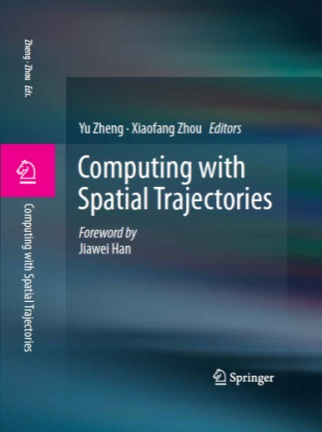 Zheng · Zhou Eds.
Computing with Spatial Trajectories
Yu Zheng · Xiaofang Zhou Editors
Computing with
Spatial Trajectories
Foreword by
Jiawei Han
Springer